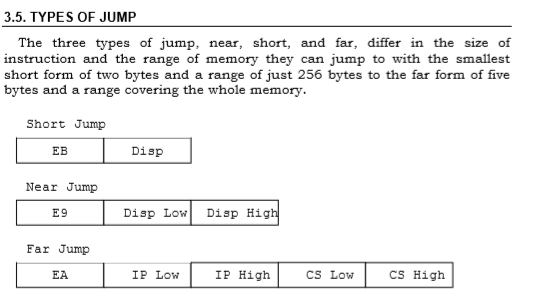 3.5. TYPES OF JUMP
The three types of jump, near, short, and far, differ in the size of
instruction and the range of memory they can jump to with the smallest
short form of two bytes and a range of just 256 bytes to the far form of five
bytes and a range covering the whole memory.
Short Jump
EB Disp
Near Jump
E9 Disp Low Disp High
Far Jump
EA IP Low IP High CS Low CS High